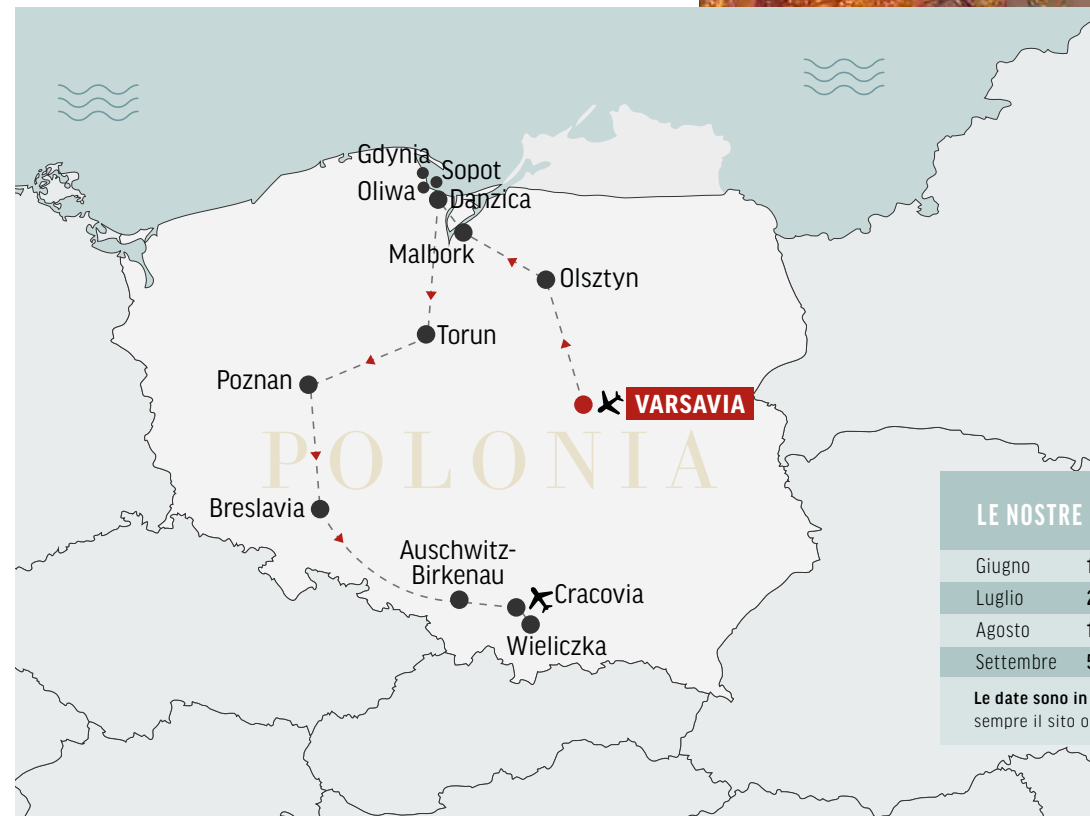 Gdynia
Sopot
Oliwa
Danzica
Malbork
Olsztyn
Torun
Poznan
VARSAVIA
POLONIA
Breslavia
Auschwitz-
Birkenau
Cracovia
Wieliczka
LE NOSTRE
Giugno
Luglio
Agosto
Settembre 5
Le date sono in
sempre il sito o